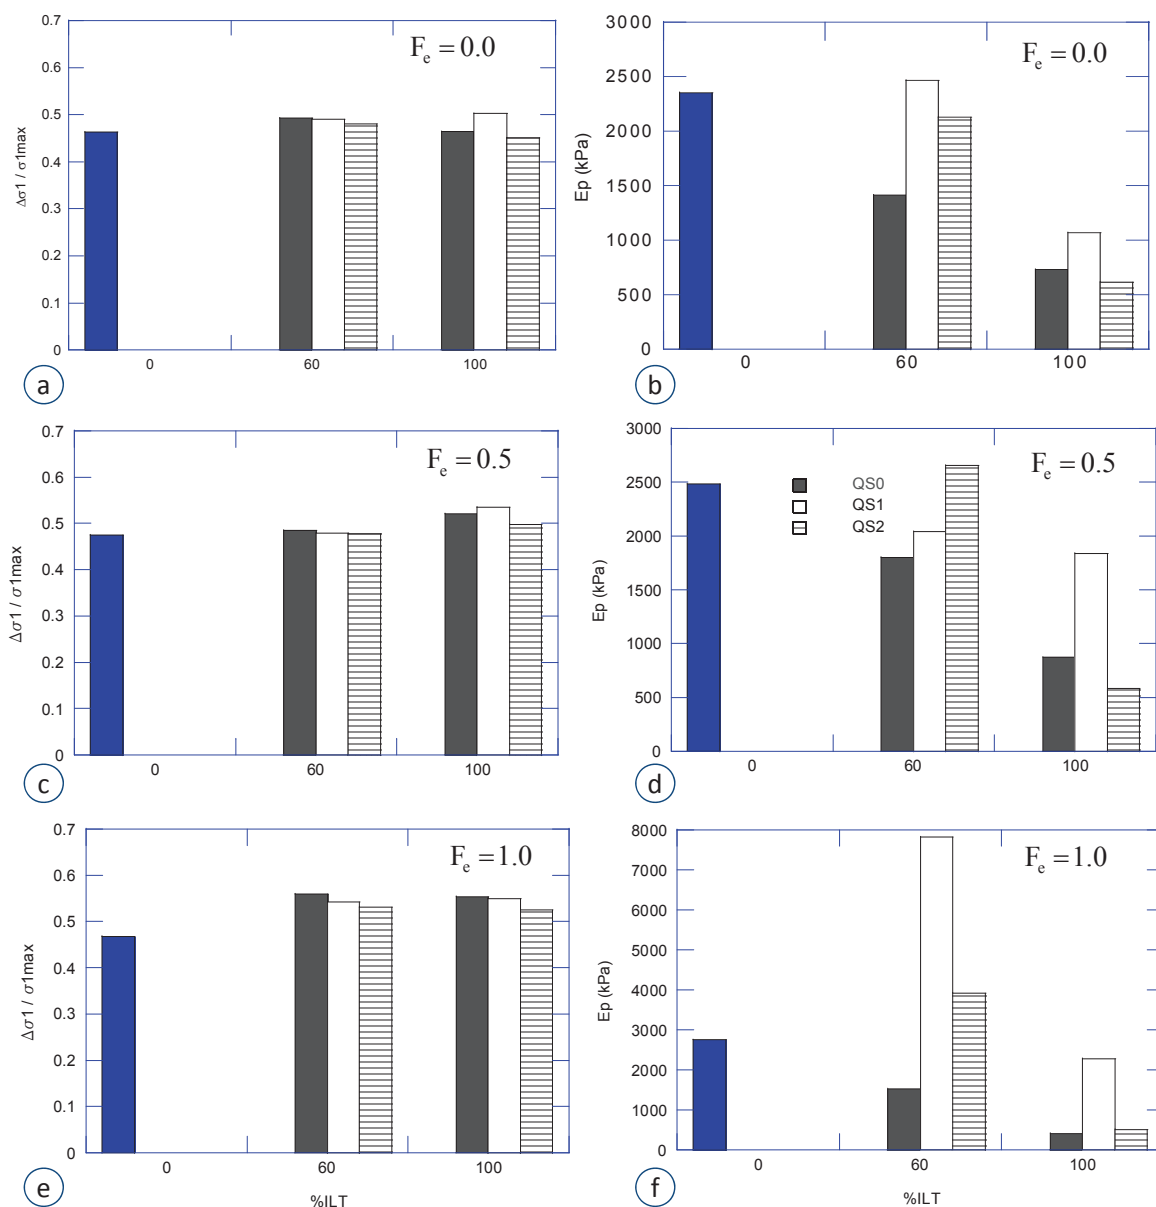 0.7
0.6
0.5
0.4
0.3
0.2
0.1
0
Δσ1 / σ1max
Fe = 0.0
0 60 100
a
3000
2500
2000
1500
1000
500
0
Ep (kPa)
Fe = 0.0
0 60 100
b
0.7
0.6
0.5
0.4
0.3
0.2
0.1
0
Δσ1 / σ1max
Fe = 0.5
0 60 100
c
3000
2500
2000
1500
1000
500
0
Ep (kPa)
Fe = 0.5
QS0
QS1
QS2
0 60 100
d
0.7
0.6
0.5
0.4
0.3
0.2
0.1
0
Δσ1 / σ1max
Fe = 1.0
0 60 100
%ILT
e
8000
7000
6000
5000
4000
3000
2000
1000
0
Ep (kPa)
Fe = 1.0
0 60 100
%ILT
f